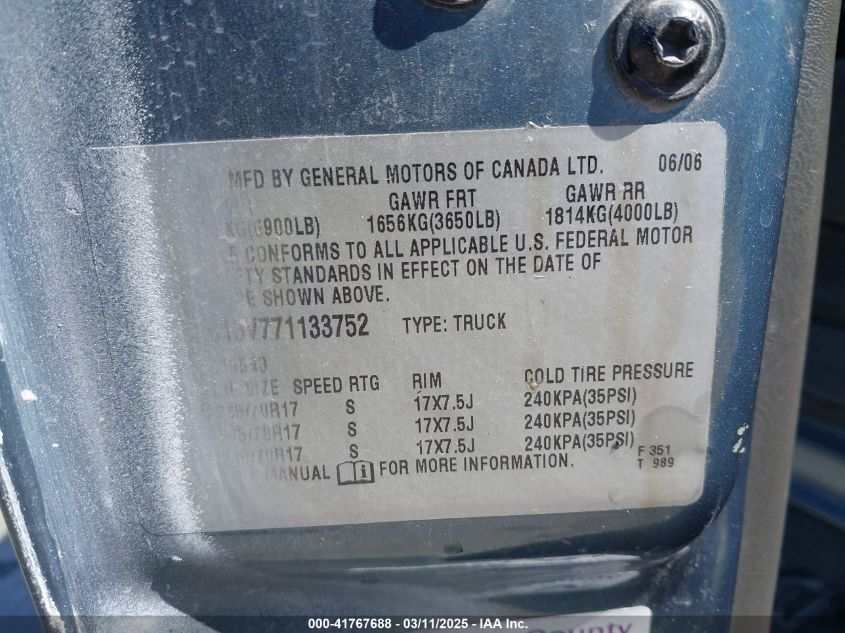 MFD BY GENERAL MOTORS OF CANADA LTD. 06/06
GAWR FRT GAWR RR
1656KG(3650LB) 1814KG(4000LB)
CONFORMS TO ALL APPLICABLE U.S. FEDERAL MOTOR
STANDARDS IN EFFECT ON THE DATE OF
SHOWN ABOVE.
TYPE: TRUCK
SIZE SPEED RTG RIM COLD TIRE PRESSURE
S 17X7.5J 240KPA(35PSI)
S 17X7.5J 240KPA(35PSI)
S 17X7.5J 240KPA(35PSI)
MANUAL FOR MORE INFORMATION.
F 351
T 989
County
000-41767688 - 03/11/2025 - IAA Inc.